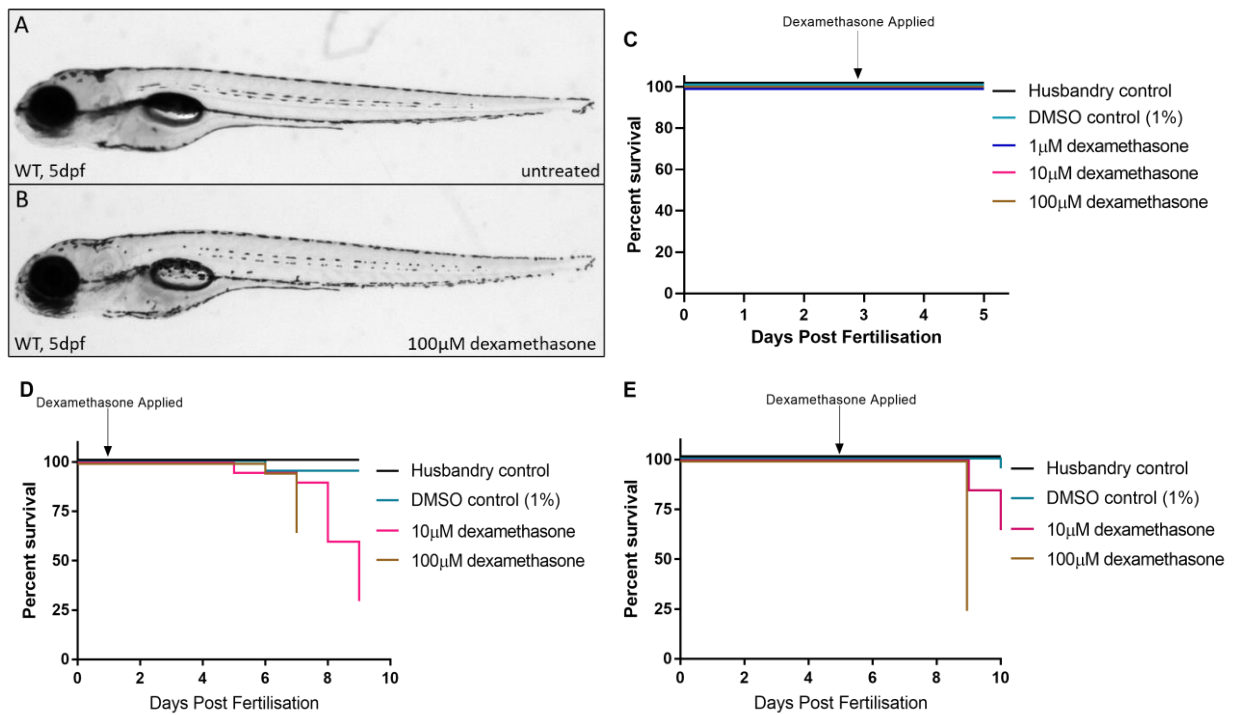 A
WT, 5dpf
untreated
B
WT, 5dpf
100μM dexamethasone
C
Dexamethasone Applied
Percent survival
100
80
60
40
20
0
0 1 2 3 4 5
Days Post Fertilisation
Husbandry control
DMSO control (1%)
1μM dexamethasone
10μM dexamethasone
100μM dexamethasone
D
Dexamethasone Applied
Percent survival
100
75
50
25
0
0 2 4 6 8 10
Days Post Fertilisation
Husbandry control
DMSO control (1%)
10μM dexamethasone
100μM dexamethasone
E
Dexamethasone Applied
Percent survival
100
75
50
25
0
0 2 4 6 8 10
Days Post Fertilisation
Husbandry control
DMSO control (1%)
10μM dexamethasone
100μM dexamethasone